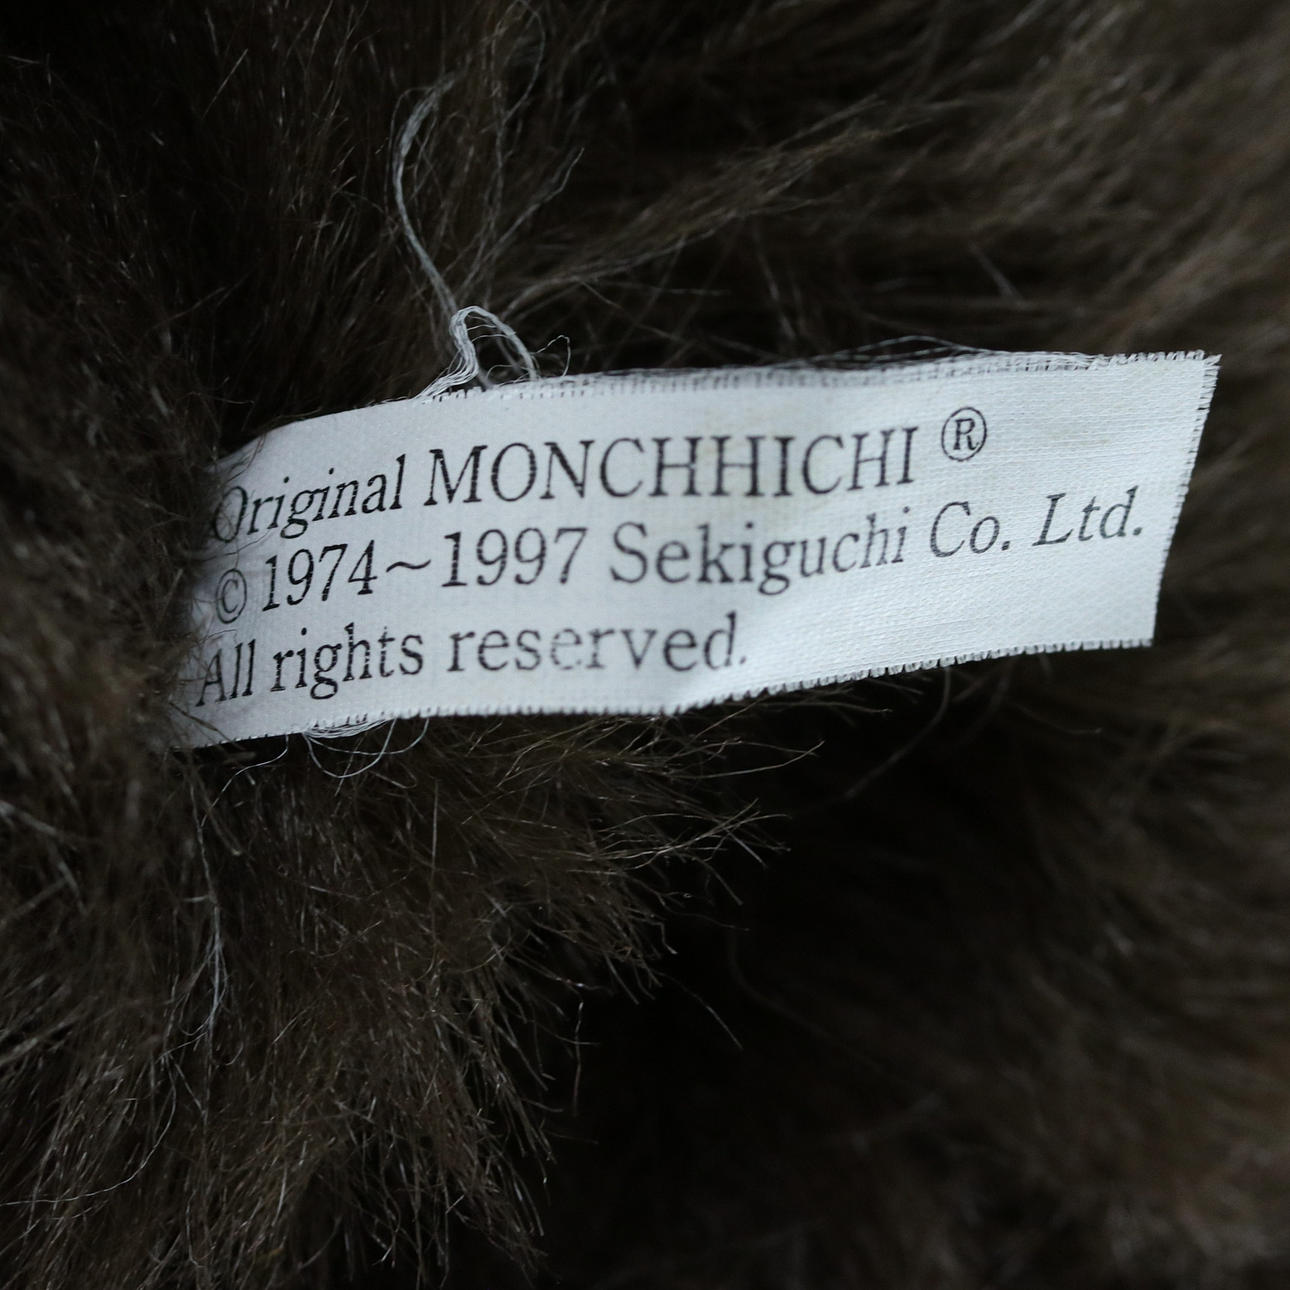 Original MONCHHICHI ®
© 1974~1997 Sekiguchi Co. Ltd.
All rights reserved.